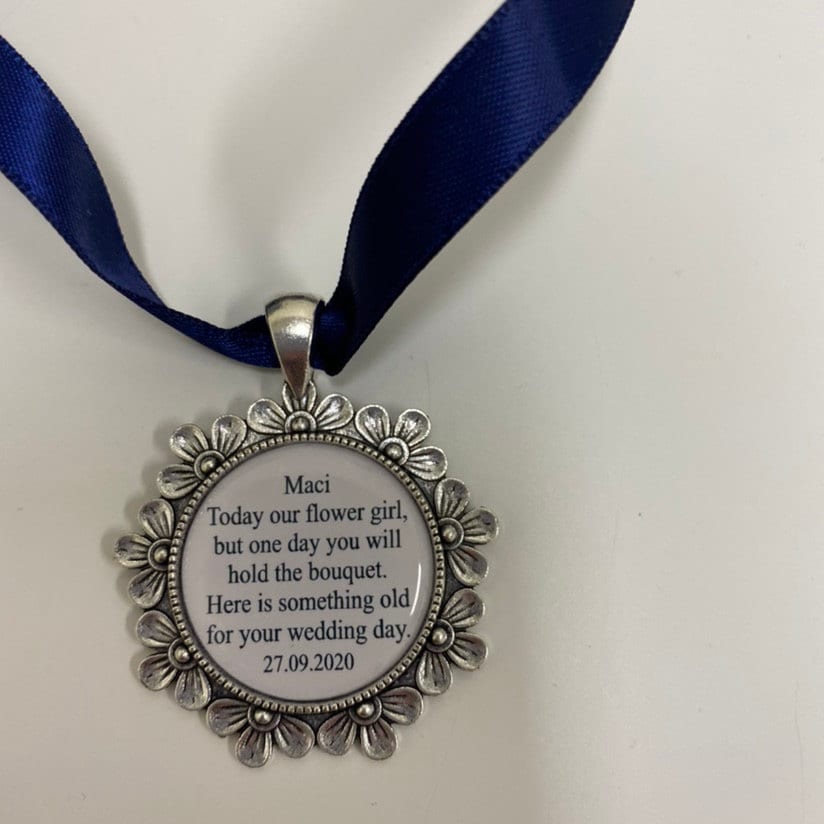 Maci
Today our flower girl,
but one day you will
hold the bouquet.
Here is something old
for your wedding day.
27.09.2020